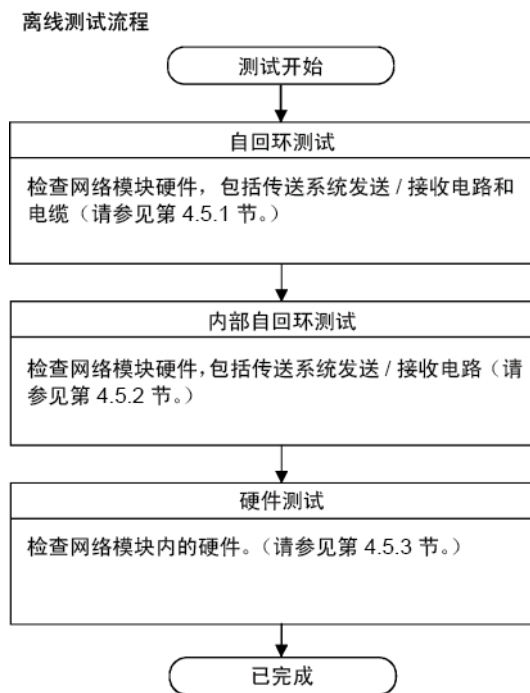 离线测试流程
测试开始
自回环测试
检查网络模块硬件，包括传送系统发送 / 接收电路和
电缆（请参见第 4.5.1 节。）
内部自回环测试
检查网络模块硬件，包括传送系统发送 / 接收电路（请
参见第 4.5.2 节。）
硬件测试
检查网络模块内的硬件。（请参见第 4.5.3 节。）
已完成